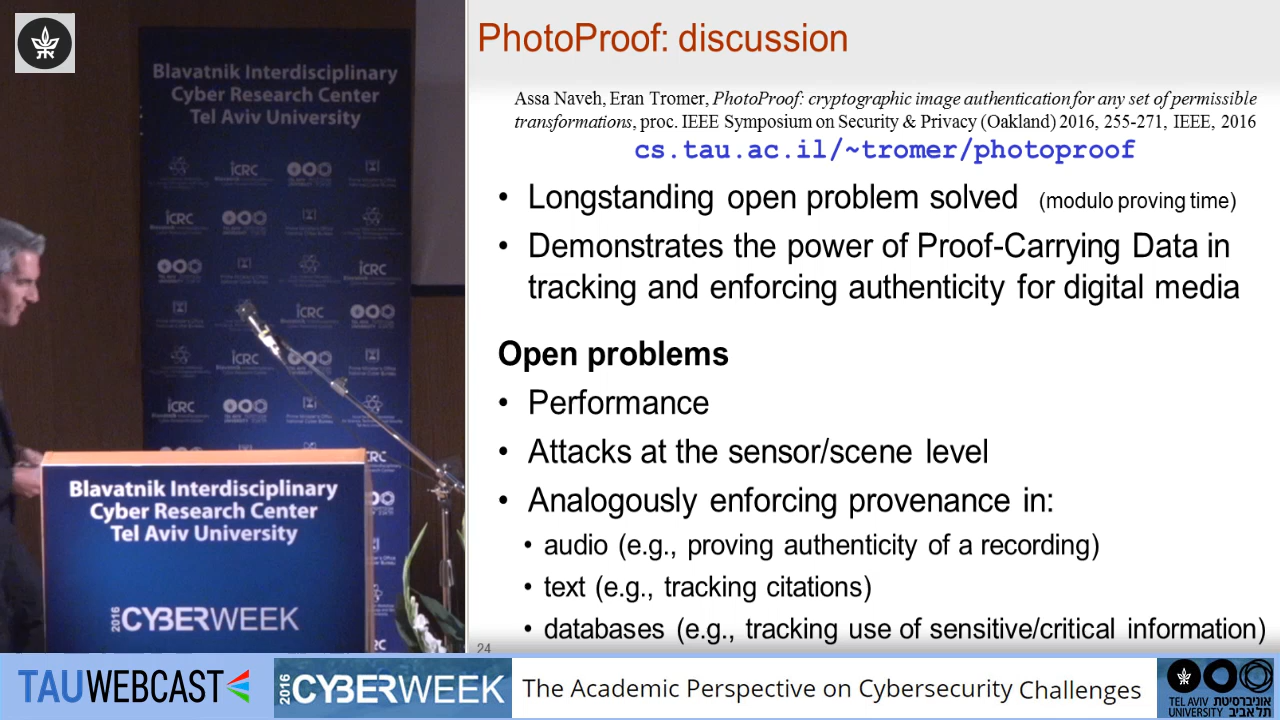 PhotoProof: discussion
Assa Naveh, Eran Tromer, PhotoProof: cryptographic image authentication for any set of permissible
transformations, proc. IEEE Symposium on Security & Privacy (Oakland) 2016, 255-271, IEEE, 2016
cs.tau.ac.il/~tromer/photoproof
• Longstanding open problem solved (modulo proving time)
• Demonstrates the power of Proof-Carrying Data in
tracking and enforcing authenticity for digital media
Open problems
• Performance
• Attacks at the sensor/scene level
• Analogously enforcing provenance in:
• audio (e.g., proving authenticity of a recording)
• text (e.g., tracking citations)
• databases (e.g., tracking use of sensitive/critical information)
24
Blavatnik Interdisciplinary
Cyber Research Center
Tel Aviv University
iCRC
iCRC
iCRC
iCRC
iCRC
iCRC
Blavatnik Interdisciplinary
Cyber Research Center
Tel Aviv University
2016 CYBERWEEK
TAUWEBCAST
2016 CYBERWEEK
The Academic Perspective on Cybersecurity Challenges
TEL AVIV אוניברסיטת
UNIVERSITY תל אביב